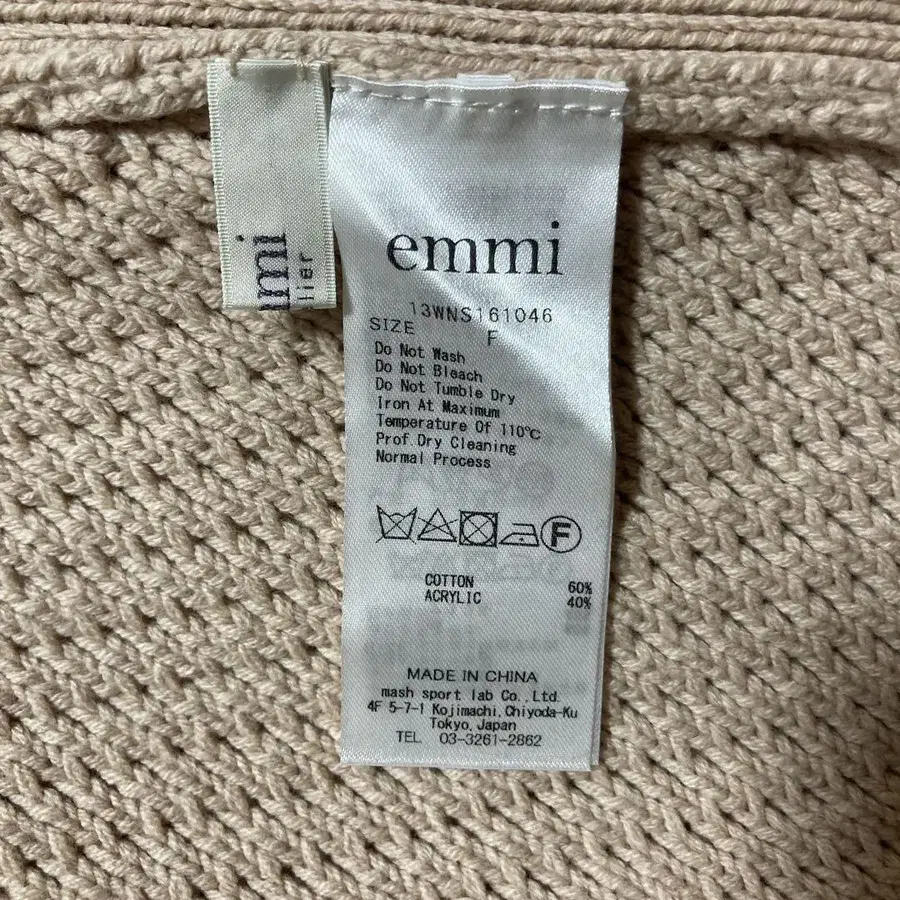 emmi
13WNS161046
SIZE
F
Do Not Wash
Do Not Bleach
Do Not Tumble Dry
Iron At Maximum
Temperature Of 110℃
Prof.Dry Cleaning
Normal Process
F
COTTON 60%
ACRYLIC 40%
MADE IN CHINA
mash sport lab Co.,Ltd.
4F 5-7-1 Kojimachi,Chiyoda-Ku
Tokyo,Japan
TEL 03-3261-2862
mmi
lier